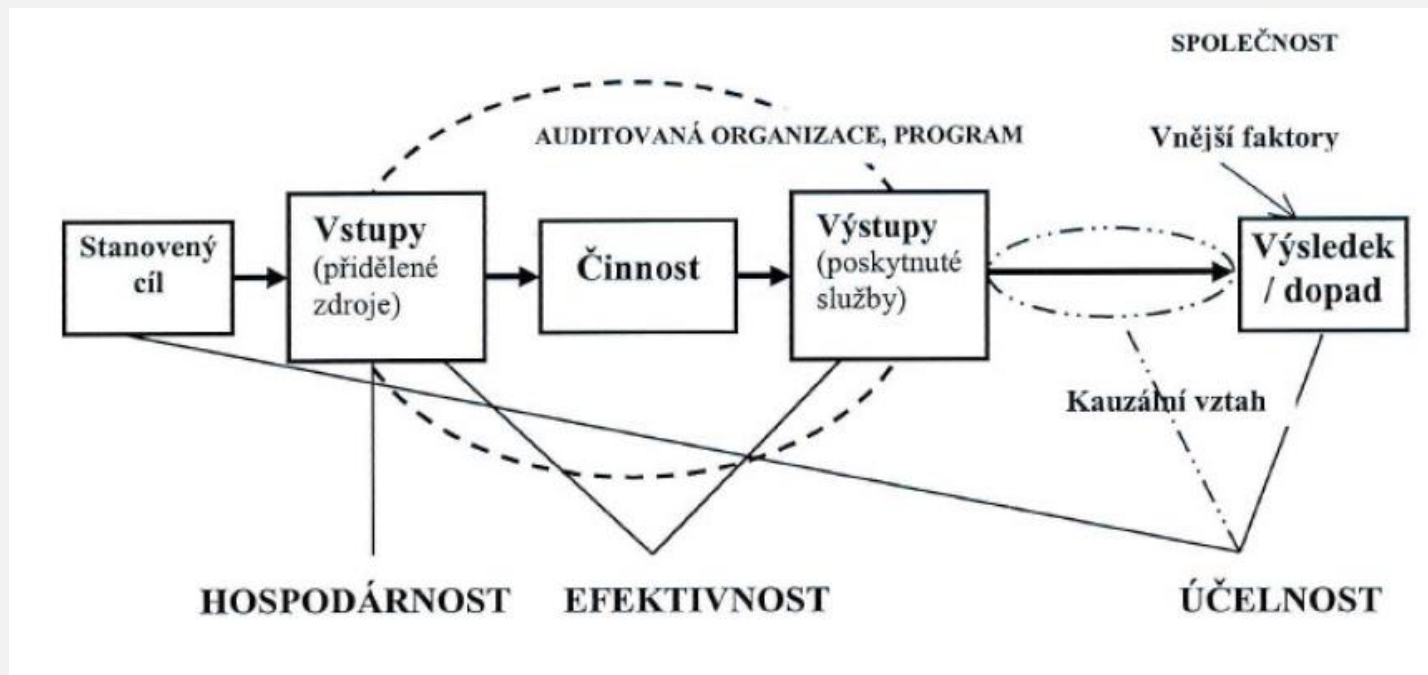 SPOLEČNOST
AUDITOVANÁ ORGANIZACE, PROGRAM
Vnější faktory
Stanovený
cíl
Vstupy
(přidělené
zdroje)
Činnost
Výstupy
(poskytnuté
služby)
Výsledek
/ dopad
Kauzální vztah
HOSPODÁRNOST
EFEKTIVNOST
ÚČELNOST